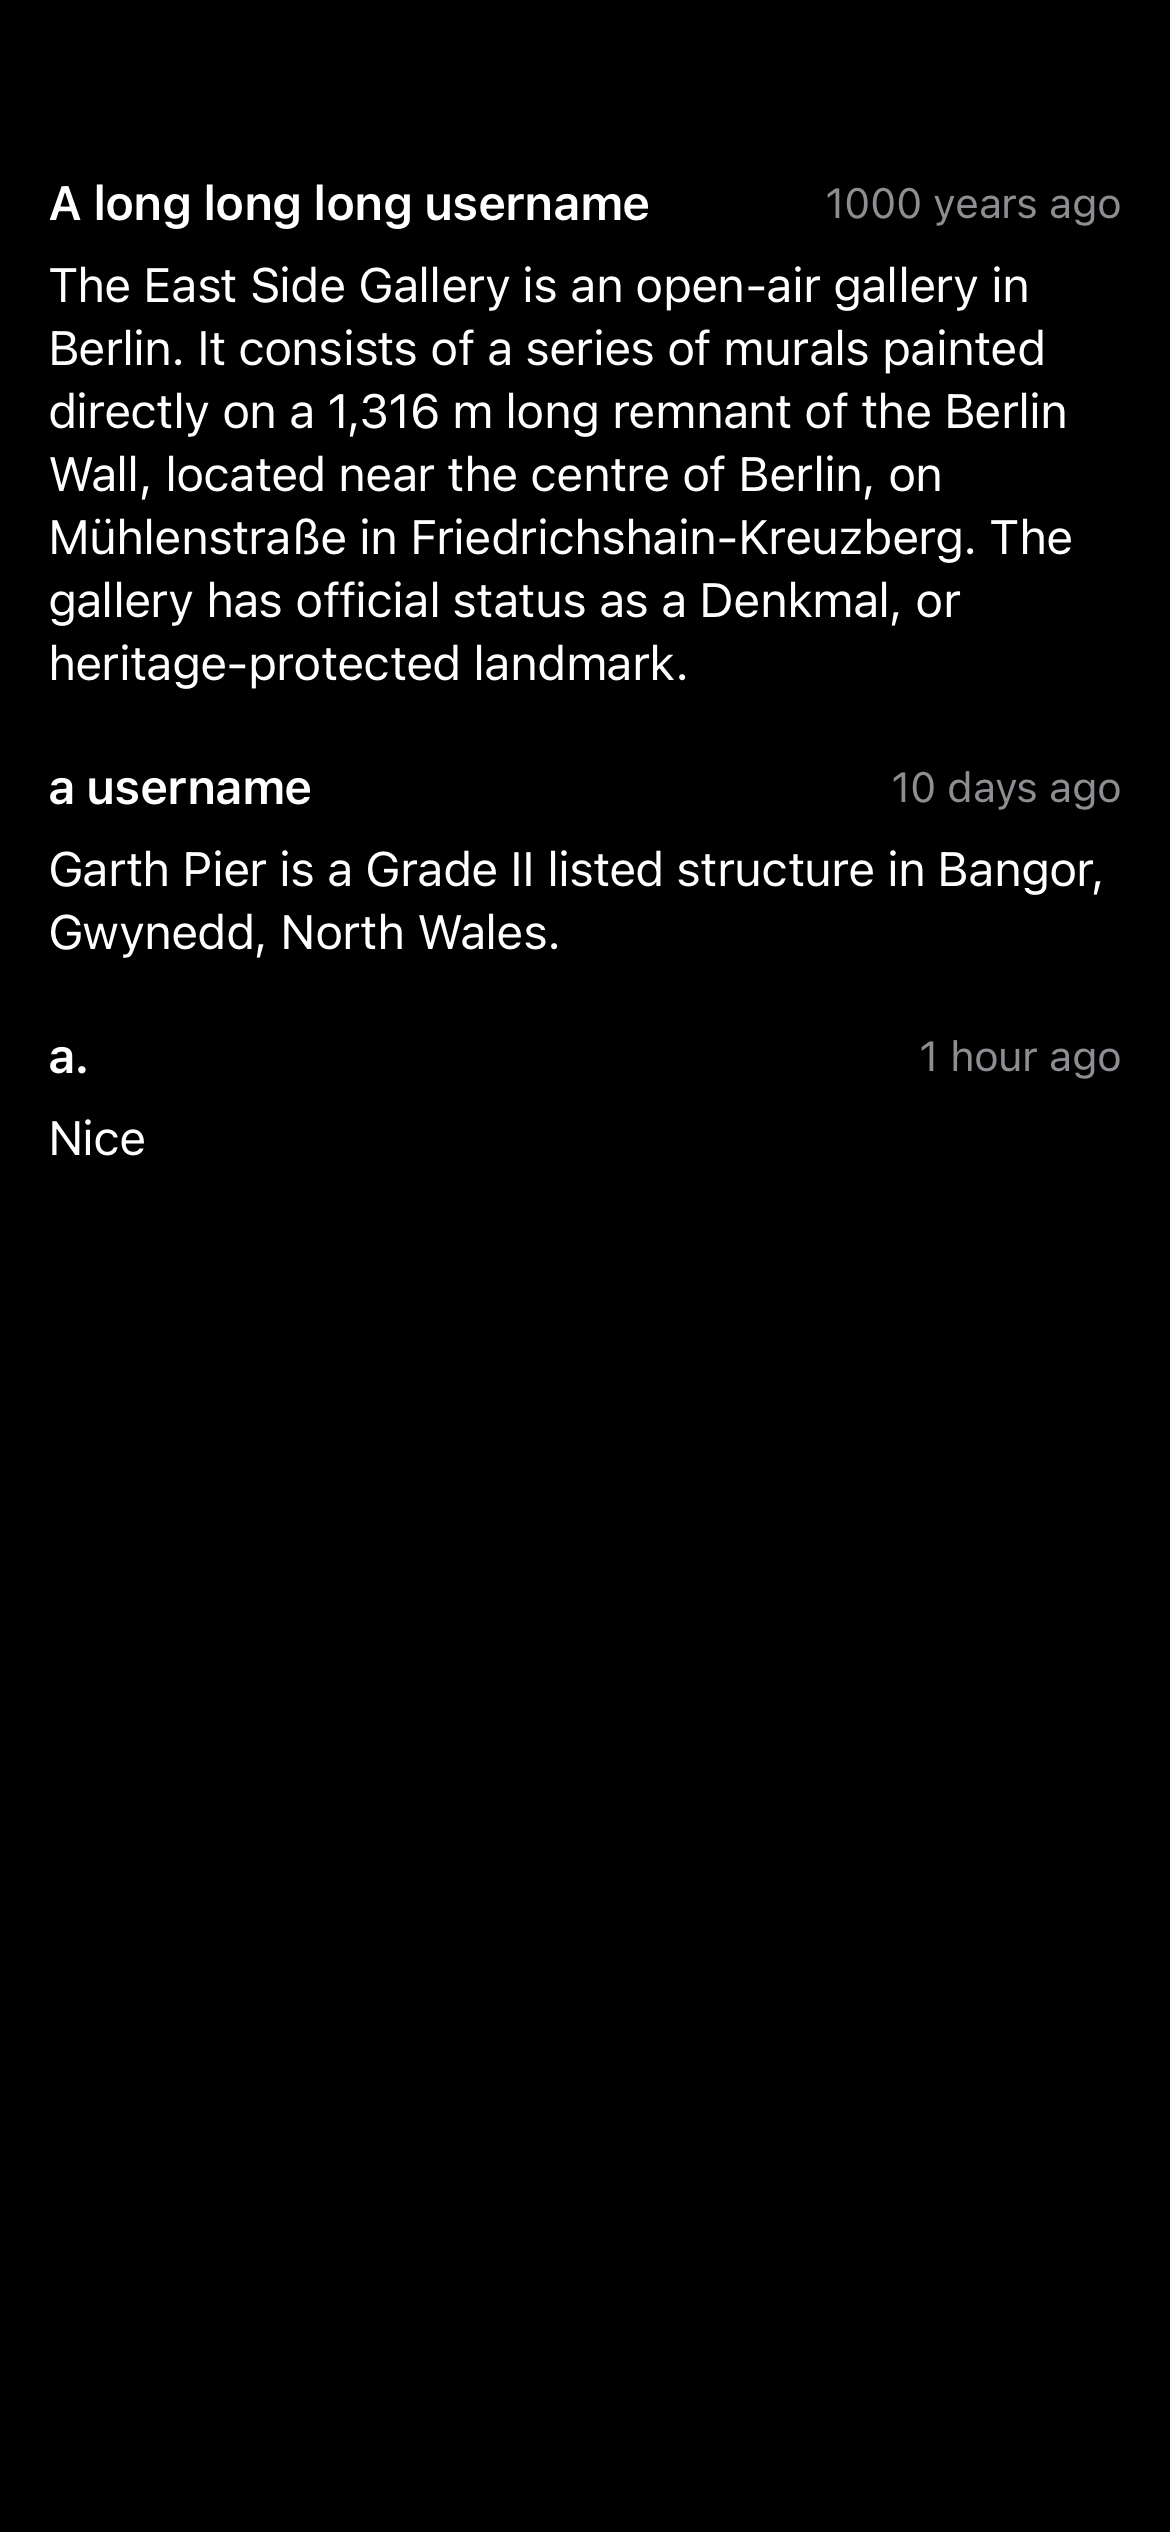 A long long long username 1000 years ago
The East Side Gallery is an open-air gallery in
Berlin. It consists of a series of murals painted
directly on a 1,316 m long remnant of the Berlin
Wall, located near the centre of Berlin, on
Mühlenstraße in Friedrichshain-Kreuzberg. The
gallery has official status as a Denkmal, or
heritage-protected landmark.
a username 10 days ago
Garth Pier is a Grade II listed structure in Bangor,
Gwynedd, North Wales.
a. 1 hour ago
Nice